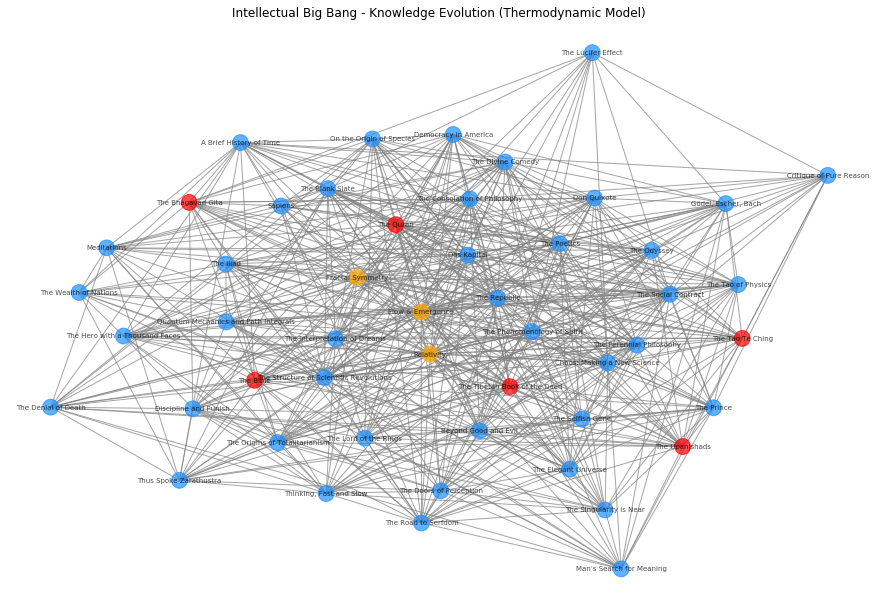 Intellectual Big Bang - Knowledge Evolution (Thermodynamic Model)
The Lucifer Effect
Democracy in America
On the Origin of Species
A Brief History of Time
The Divine Comedy
Critique of Pure Reason
The Blank Slate
The Consolation of Philosophy
Don Quixote
The Bhagavad Gita
Sapiens
Gödel, Escher, Bach
The Quran
The Poetics
Meditations
The Odyssey
Das Kapital
The Iliad
Fractal Symmetry
The Tao of Physics
The Wealth of Nations
The Social Contract
The Republic
Flow & Emergence
Quantum Mechanics and Path Integrals
The Phenomenology of Spirit
The Hero with a Thousand Faces
The Interpretation of Dreams
The Tao Te Ching
The Perennial Philosophy
Relativity
Chaos: Making a New Science
The Structure of Scientific Revolutions
The Bible
The Tibetan Book of the Dead
The Denial of Death
Discipline and Punish
The Prince
The Selfish Gene
Beyond Good and Evil
The Lord of the Rings
The Origins of Totalitarianism
The Upanishads
The Elegant Universe
Thus Spoke Zarathustra
The Doors of Perception
Thinking, Fast and Slow
The Singularity is Near
The Road to Serfdom
Man's Search for Meaning